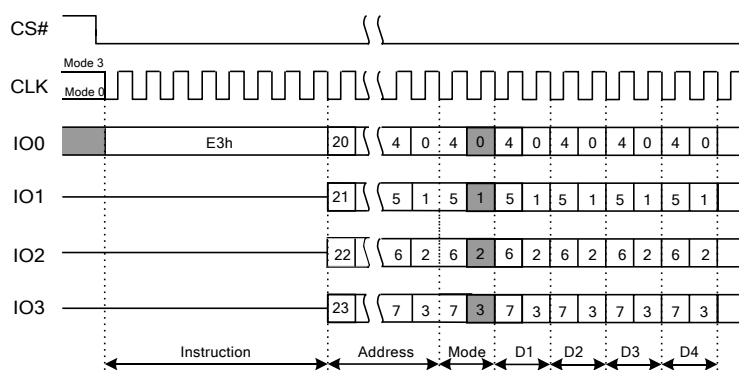 CS#
Mode 3
CLK
Mode 0
IO0 E3h 20 4 0 4 0 4 0 4 0 4 0 4 0
IO1 21 5 1 5 1 5 1 5 1 5 1 5 1
IO2 22 6 2 6 2 6 2 6 2 6 2 6 2
IO3 23 7 3 7 3 7 3 7 3 7 3 7 3
Instruction Address Mode D1 D2 D3 D4